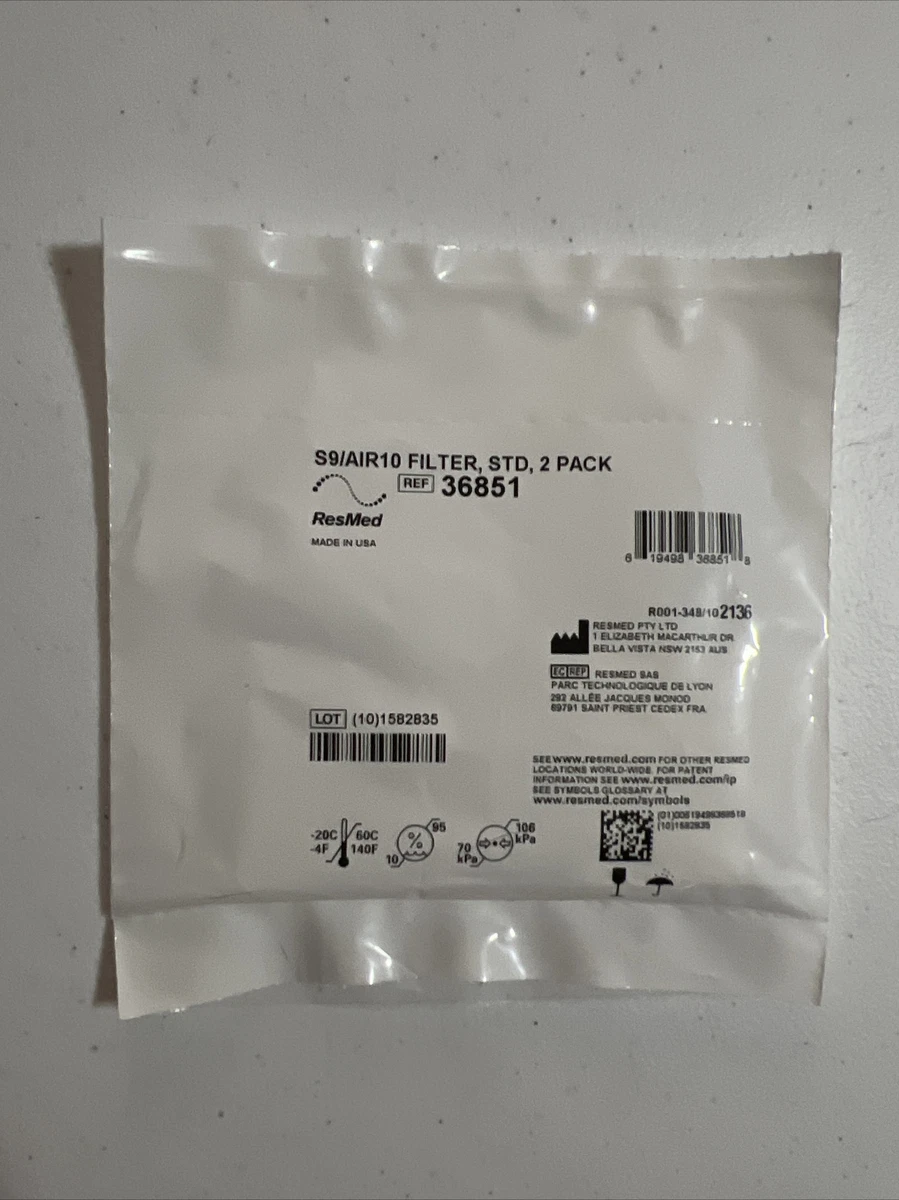 S9/AIR10 FILTER, STD, 2 PACK
REF 36851
ResMed
MADE IN USA
6 19498 36851 8
R001-348/10 2136
RESMED PTY LTD
1 ELIZABETH MACARTHUR DR
BELLA VISTA NSW 2153 AUS
EC REP RESMED SAS
PARC TECHNOLOGIQUE DE LYON
292 ALLÉE JACQUES MONOD
69791 SAINT PRIEST CEDEX FRA
LOT (10)1582835
SEE www.resmed.com FOR OTHER RESMED
LOCATIONS WORLD-WIDE. FOR PATENT
INFORMATION SEE www.resmed.com/ip
SEE SYMBOLS GLOSSARY AT
www.resmed.com/symbols
(01)00619498368518
(10)1582835
-20C 60C
-4F 140F
95
%
10
106
kPa
70
kPa